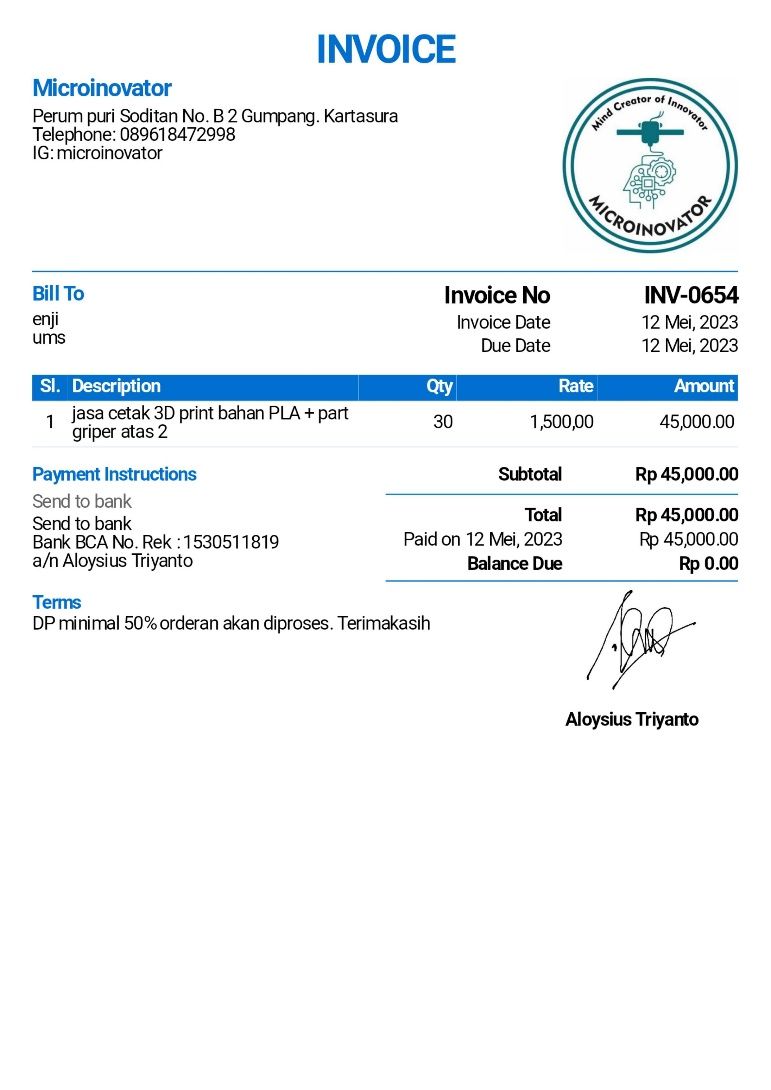 INVOICE
Microinovator
Perum puri Soditan No. B 2 Gumpang. Kartasura
Telephone: 089618472998
IG: microinovator
Mind Creator of Innovator
MICROINOVATOR
Bill To
enji
ums
Invoice No INV-0654
Invoice Date 12 Mei, 2023
Due Date 12 Mei, 2023
Sl. Description Qty Rate Amount
1 jasa cetak 3D print bahan PLA + part griper atas 2 30 1,500,00 45,000.00
Payment Instructions
Send to bank
Send to bank
Bank BCA No. Rek : 1530511819
a/n Aloysius Triyanto
Subtotal Rp 45,000.00
Total Rp 45,000.00
Paid on 12 Mei, 2023 Rp 45,000.00
Balance Due Rp 0.00
Terms
DP minimal 50% orderan akan diproses. Terimakasih
Aloysius Triyanto